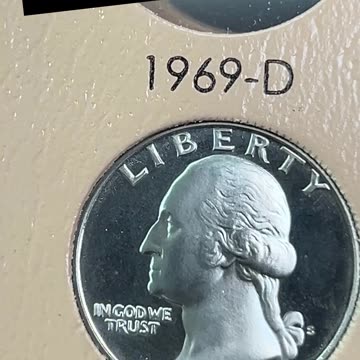 1969-D
LIBERTY
IN GOD WE
TRUST
S